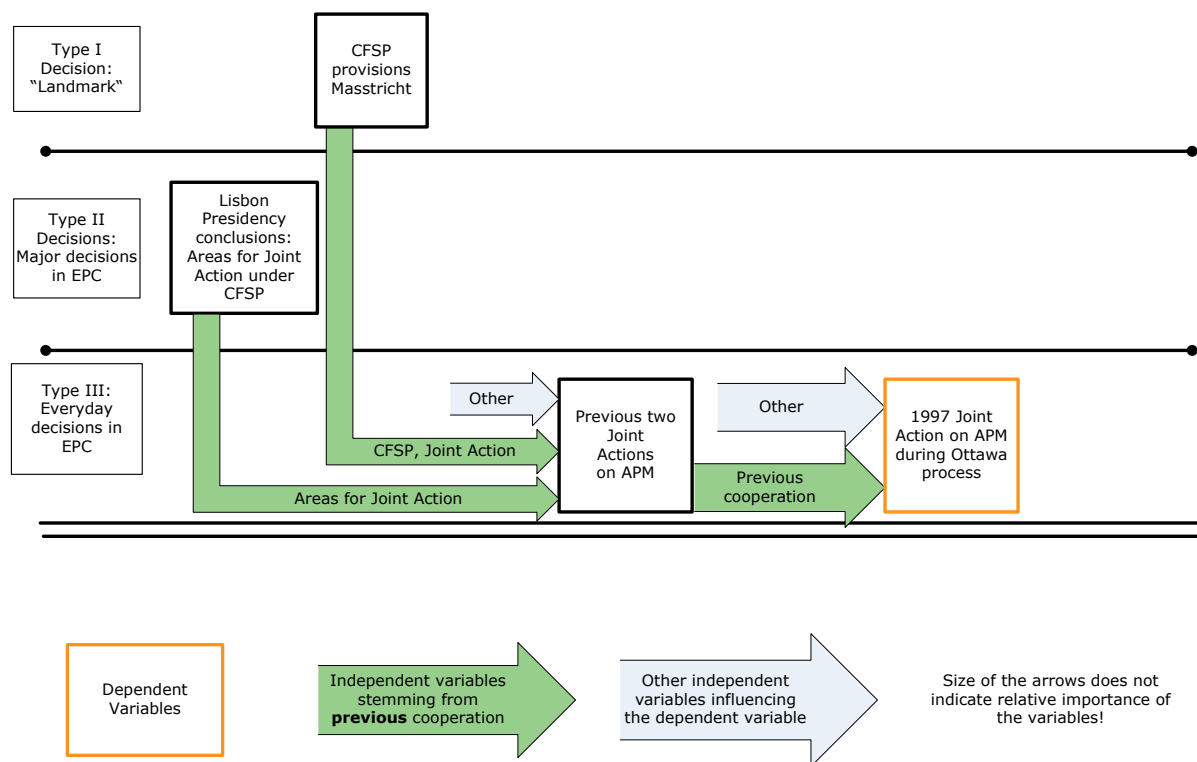 Type I
Decision:
“Landmark“
CFSP
provisions
Masstricht
Type II
Decisions:
Major decisions
in EPC
Lisbon
Presidency
conclusions:
Areas for Joint
Action under
CFSP
Type III:
Everyday
decisions in
EPC
Other
CFSP, Joint Action
Areas for Joint Action
Previous two
Joint
Actions
on APM
Other
Previous
cooperation
1997 Joint
Action on APM
during Ottawa
process
Dependent
Variables
Independent variables
stemming from
previous cooperation
Other independent
variables influencing
the dependent variable
Size of the arrows does not
indicate relative importance of
the variables!